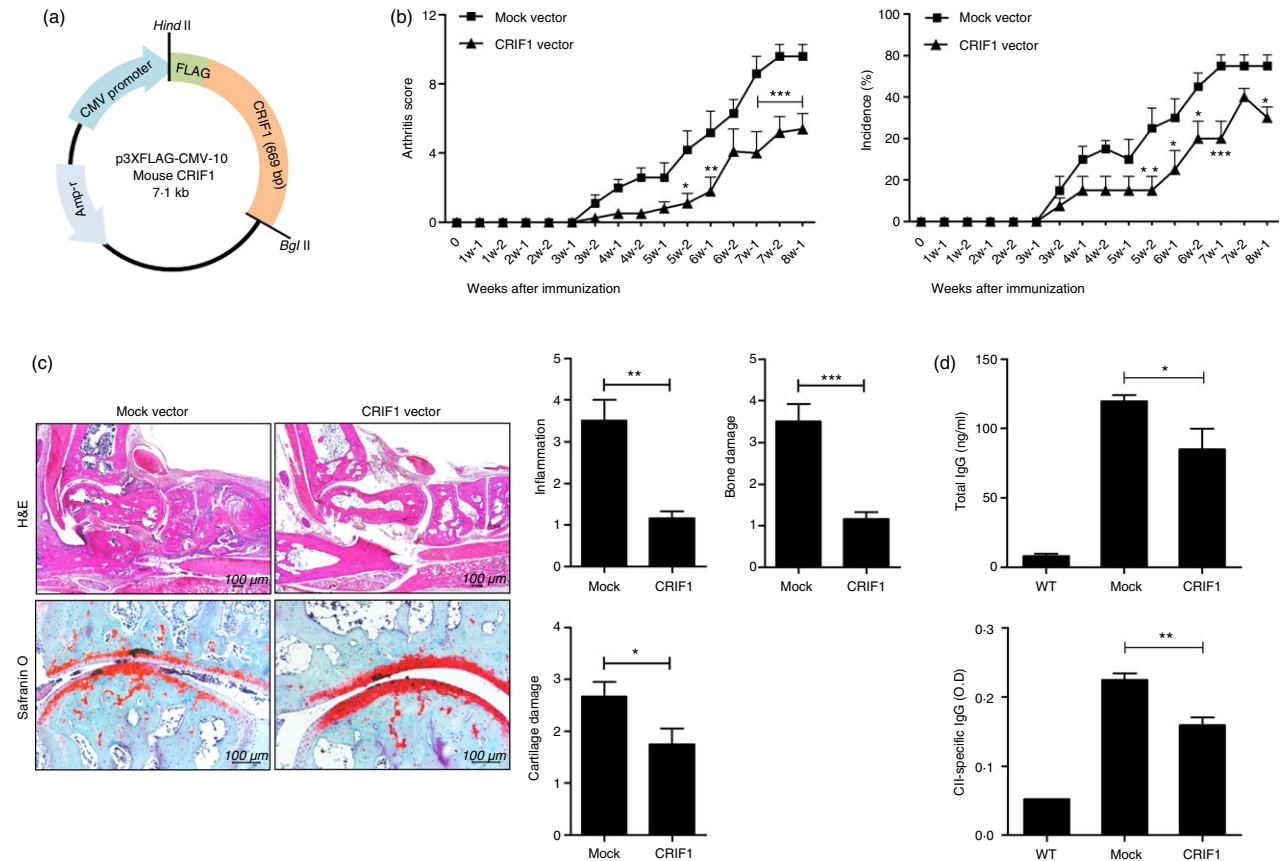 (a)
Hind II
FLAG
CMV promoter
CRIF1 (669 bp)
p3XFLAG-CMV-10
Mouse CRIF1
7·1 kb
Amp-r
Bgl II
(b)
Mock vector
CRIF1 vector
Arthritis score
12
8
4
0
***
**
*
0
1w-1
1w-2
2w-1
2w-2
3w-1
3w-2
4w-1
4w-2
5w-1
5w-2
6w-1
6w-2
7w-1
7w-2
8w-1
Weeks after immunization
Mock vector
CRIF1 vector
Incidence (%)
100
80
60
40
20
0
* *
*
*
***
*
0
1w-1
1w-2
2w-1
2w-2
3w-1
3w-2
4w-1
4w-2
5w-1
5w-2
6w-1
6w-2
7w-1
7w-2
8w-1
Weeks after immunization
(c)
Mock vector
CRIF1 vector
H&E
100 μm
100 μm
Safranin O
100 μm
100 μm
Inflammation
5
4
3
2
1
0
**
Mock
CRIF1
Bone damage
5
4
3
2
1
0
***
Mock
CRIF1
Cartilage damage
4
3
2
1
0
*
Mock
CRIF1
(d)
Total IgG (ng/ml)
150
100
50
0
*
WT
Mock
CRIF1
CII-specific IgG (O.D)
0·3
0·2
0·1
0·0
**
WT
Mock
CRIF1